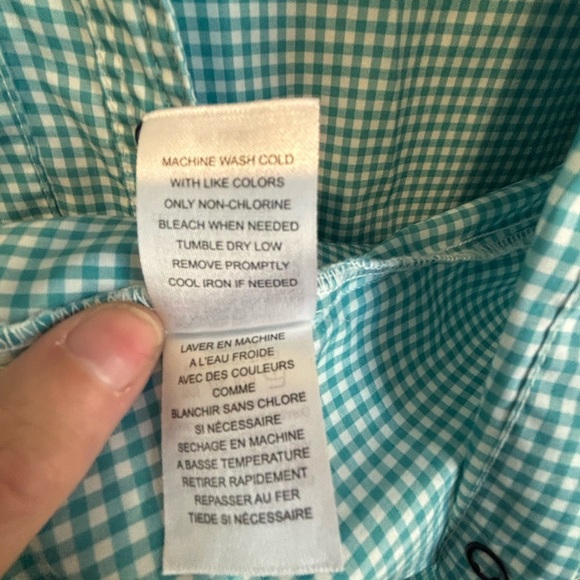 MACHINE WASH COLD
WITH LIKE COLORS
ONLY NON-CHLORINE
BLEACH WHEN NEEDED
TUMBLE DRY LOW
REMOVE PROMPTLY
COOL IRON IF NEEDED
LAVER EN MACHINE
A L'EAU FROIDE
AVEC DES COULEURS
COMME
BLANCHIR SANS CHLORE
SI NÉCESSAIRE
SECHAGE EN MACHINE
A BASSE TEMPERATURE
RETIRER RAPIDEMENT
REPASSER AU FER
TIEDE SI NÉCESSAIRE